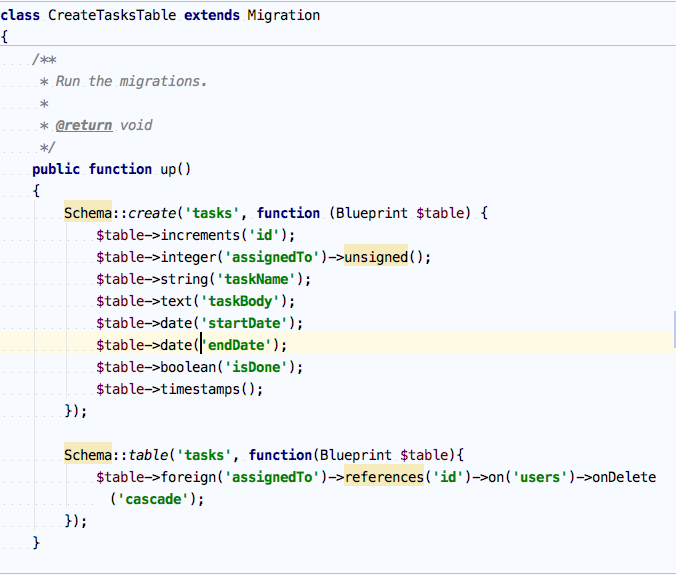 class CreateTasksTable extends Migration
{
/**
* Run the migrations.
*
* @return void
*/
public function up()
{
Schema::create('tasks', function (Blueprint $table) {
$table->increments('id');
$table->integer('assignedTo')->unsigned();
$table->string('taskName');
$table->text('taskBody');
$table->date('startDate');
$table->date('endDate');
$table->boolean('isDone');
$table->timestamps();
});
Schema::table('tasks', function(Blueprint $table){
$table->foreign('assignedTo')->references('id')->on('users')->onDelete
('cascade');
});
}